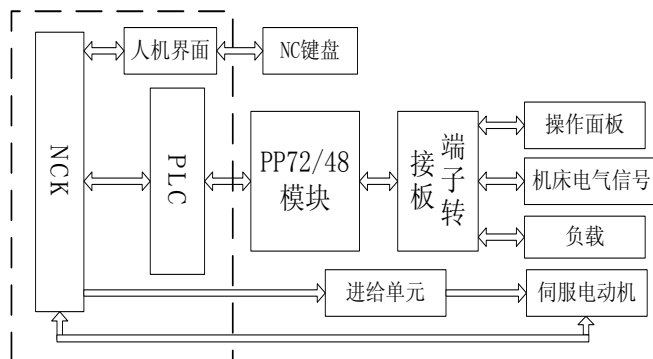 人机界面
NC键盘
NCK
PLC
PP72/48
模块
端子转
接板
操作面板
机床电气信号
负载
进给单元
伺服电动机